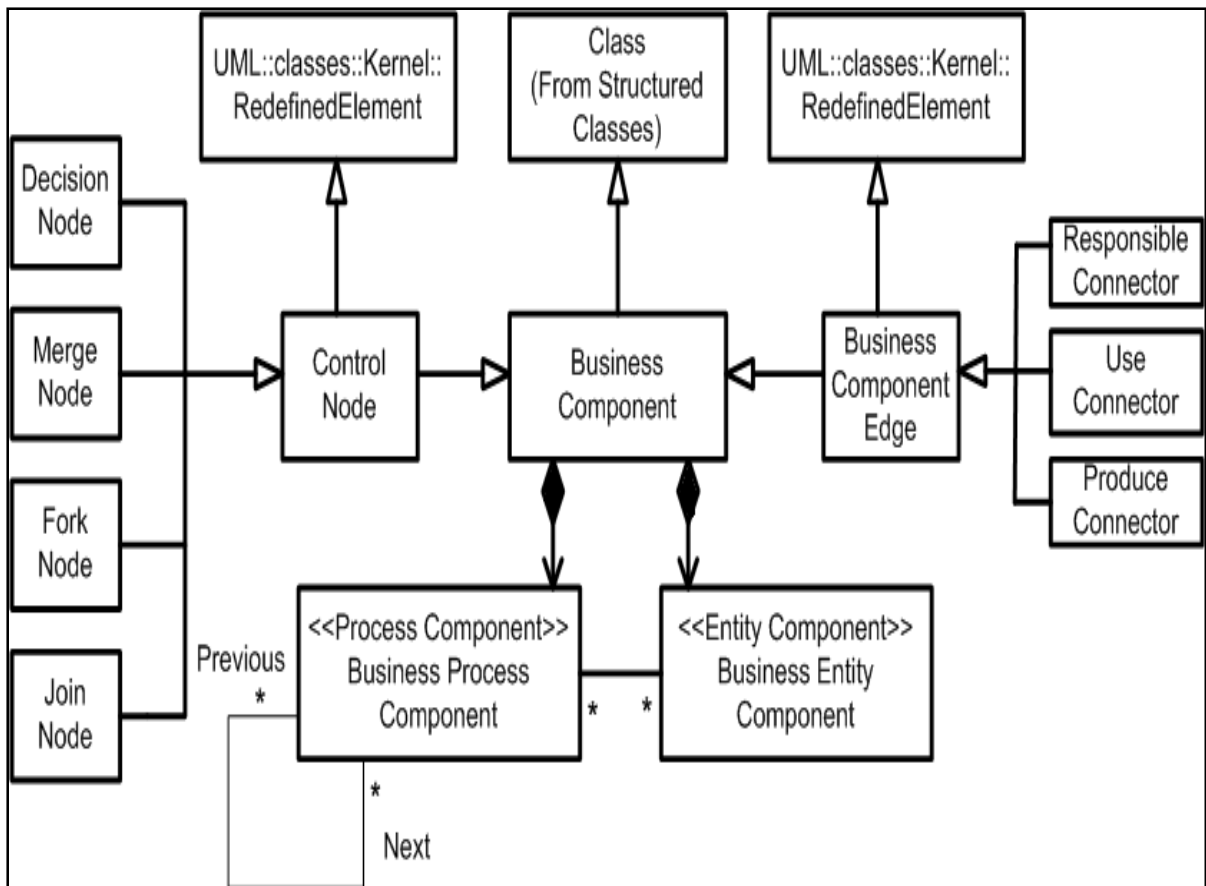 UML::classes::Kernel::
RedefinedElement
Class
(From Structured
Classes)
UML::classes::Kernel::
RedefinedElement
Decision
Node
Merge
Node
Fork
Node
Join
Node
Control
Node
Business
Component
Business
Component
Edge
Responsible
Connector
Use
Connector
Produce
Connector
<<Process Component>>
Business Process
Component
<<Entity Component>>
Business Entity
Component
Previous
*
*
Next
*
*